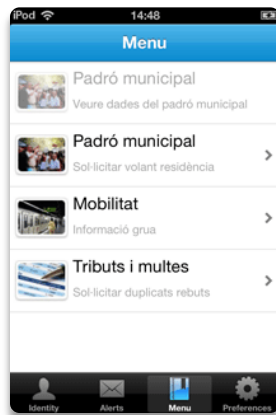 iPod 14:48
Menu
Padró municipal
Veure dades del padró municipal
Padró municipal
Sol·licitar volant residència
Mobilitat
Informació grua
Tributs i multes
Sol·licitar duplicats rebuts
Identity Alerts Menu Preferences